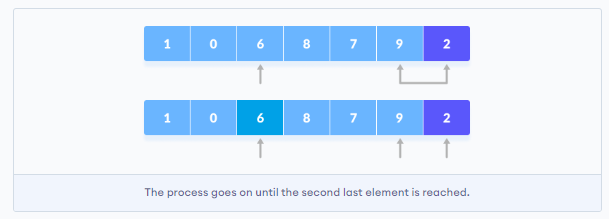 1 0 6 8 7 9 2
1 0 6 8 7 9 2
The process goes on until the second last element is reached.